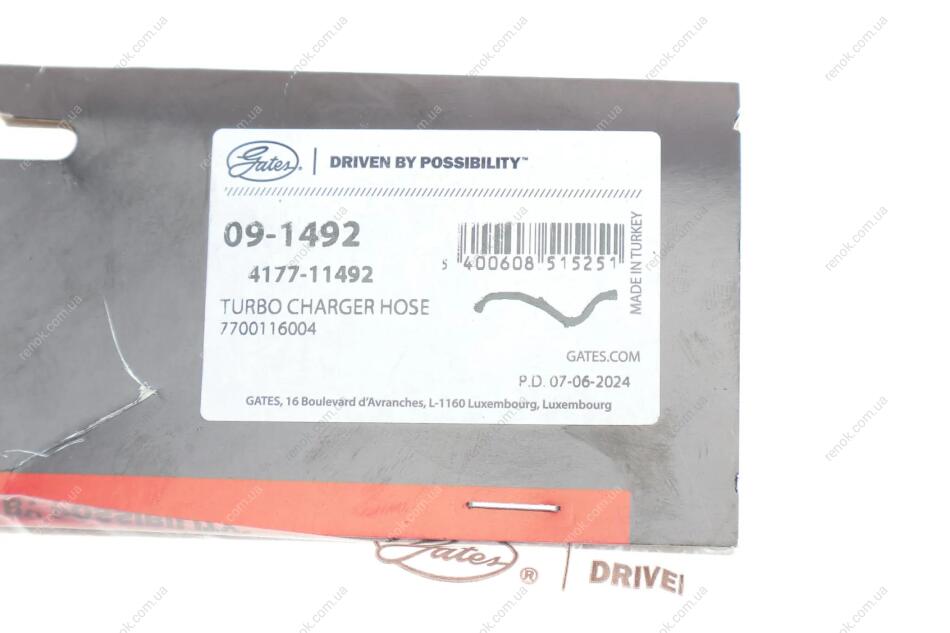 Gates® | DRIVEN BY POSSIBILITY™
09-1492
4177-11492
TURBO CHARGER HOSE
7700116004
5 400608 515251
MADE IN TURKEY
GATES.COM
P.D. 07-06-2024
GATES, 16 Boulevard d'Avranches, L-1160 Luxembourg, Luxembourg
Gates® | DRIVE
renok.com.ua